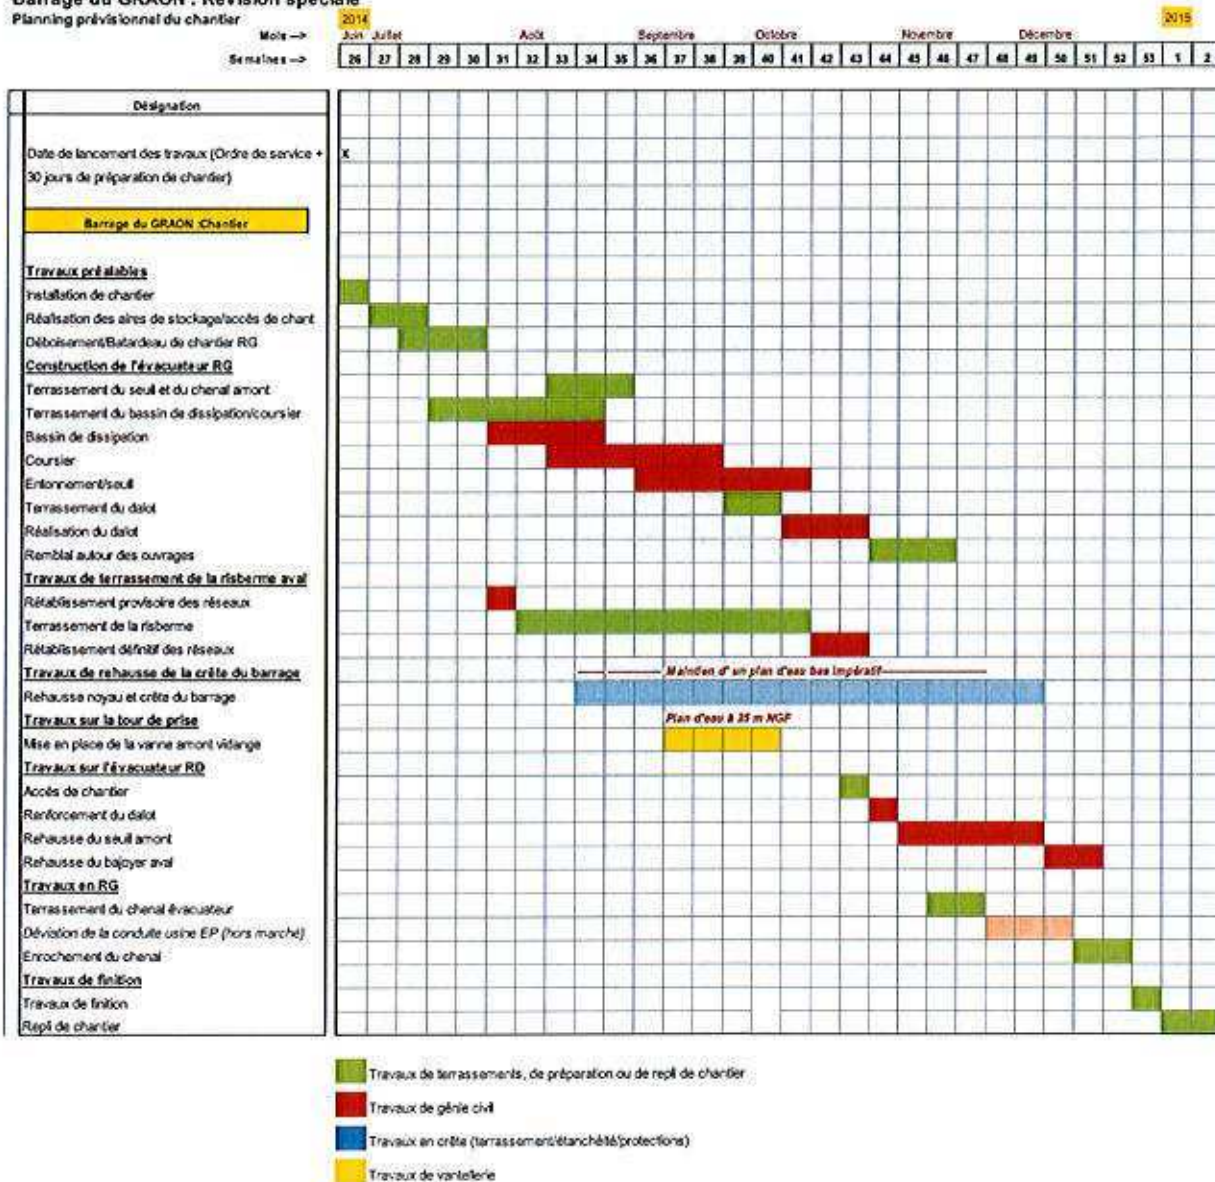 Barrage du GRAON : Révision spéciale
Planning prévisionnel du chantier
2014
2015
Mois -->
Juin Juillet Août Septembre Octobre Novembre Décembre
Semaines -->
26 27 28 29 30 31 32 33 34 35 36 37 38 39 40 41 42 43 44 45 46 47 48 49 50 51 52 53 1 2
Désignation
Date de lancement des travaux (Ordre de service +
X
30 jours de préparation de chantier)
Barrage du GRAON :Chantier
Travaux préalables
Installation de chantier
Réalisation des aires de stockage/accès de chant
Déboisement/Batardeau de chantier RG
Construction de l'évacuateur RG
Terrassement du seuil et du chenal amont
Terrassement du bassin de dissipation/coursier
Bassin de dissipation
Coursier
Entonnement/seuil
Terrassement du dalot
Réalisation du dalot
Remblai autour des ouvrages
Travaux de terrassement de la risberme aval
Rétablissement provisoire des réseaux
Terrassement de la risberme
Rétablissement définitif des réseaux
Travaux de rehausse de la crête du barrage
Maintien d' un plan d'eau bas impératif
Rehausse noyau et crête du barrage
Travaux sur la tour de prise
Plan d'eau à 25 m NGF
Mise en place de la vanne amont vidange
Travaux sur l'évacuateur RD
Accès de chantier
Renforcement du dalot
Rehausse du seuil amont
Rehausse du bajoyer aval
Travaux en RG
Terrassement du chenal évacuateur
Déviation de la conduite usine EP (hors marché)
Enrochement du chenal
Travaux de finition
Travaux de finition
Repli de chantier
Travaux de terrassements, de préparation ou de repli de chantier
Travaux de génie civil
Travaux en crête (terrassement/étanchéité/protections)
Travaux de vantellerie